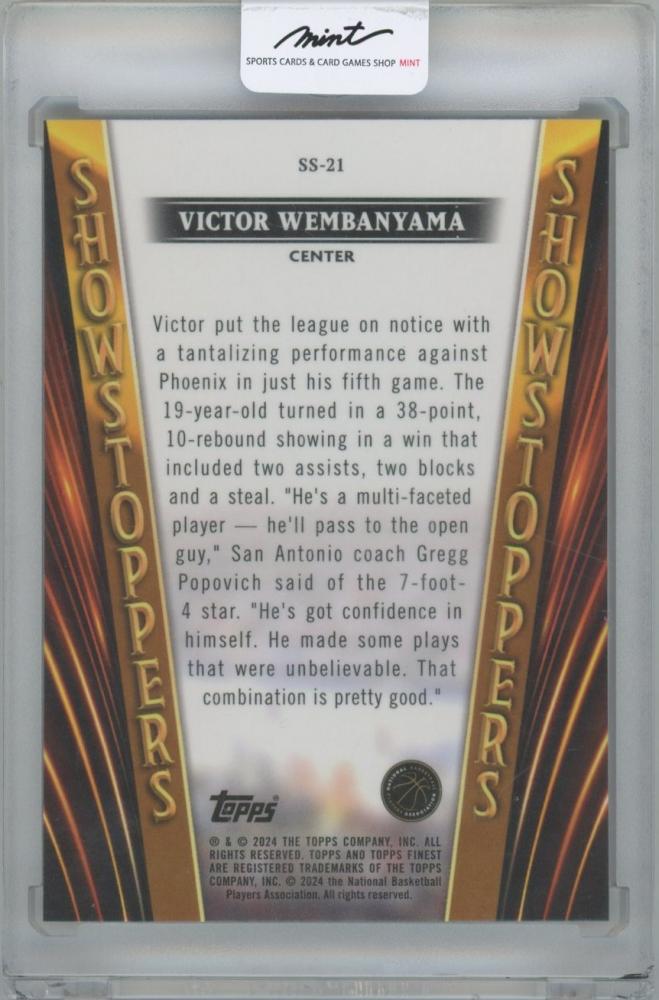 mint
SPORTS CARDS & CARD GAMES SHOP MINT
SS-21
VICTOR WEMBANYAMA
CENTER
SHOWSTOPPERS
SHOWSTOPPERS
Victor put the league on notice with
a tantalizing performance against
Phoenix in just his fifth game. The
19-year-old turned in a 38-point,
10-rebound showing in a win that
included two assists, two blocks
and a steal. "He's a multi-faceted
player — he'll pass to the open
guy," San Antonio coach Gregg
Popovich said of the 7-foot-
4 star. "He's got confidence in
himself. He made some plays
that were unbelievable. That
combination is pretty good."
Topps®
NATIONAL BASKETBALL PLAYERS ASSOCIATION
® & © 2024 THE TOPPS COMPANY, INC. ALL
RIGHTS RESERVED. TOPPS AND TOPPS FINEST
ARE REGISTERED TRADEMARKS OF THE TOPPS
COMPANY, INC. © 2024 the National Basketball
Players Association. All rights reserved.